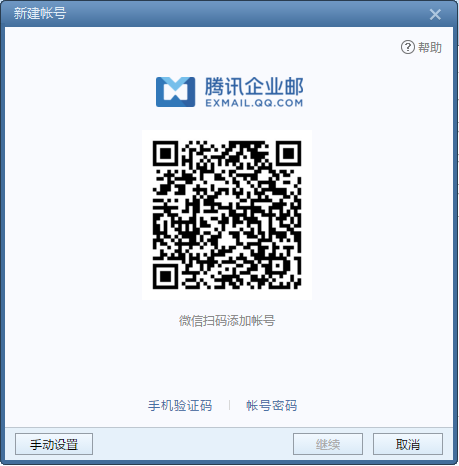 新建帐号
帮助
腾讯企业邮
EXMAIL.QQ.COM
微信扫码添加帐号
手机验证码 | 帐号密码
手动设置 继续 取消